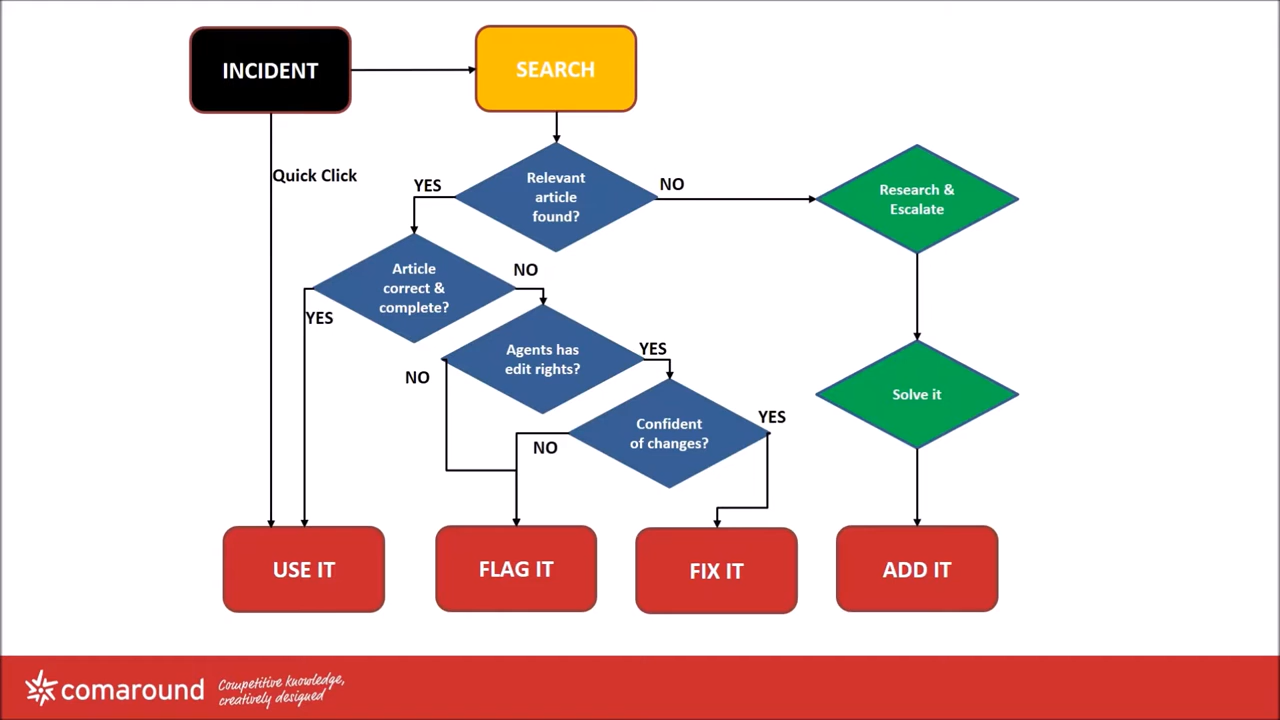 INCIDENT
SEARCH
Quick Click
YES
Relevant
article
found?
NO
Research &
Escalate
Article
correct &
complete?
NO
YES
Agents has
edit rights?
YES
NO
Confident
of changes?
YES
NO
Solve it
USE IT
FLAG IT
FIX IT
ADD IT
comaround
Competitive knowledge,
creatively designed